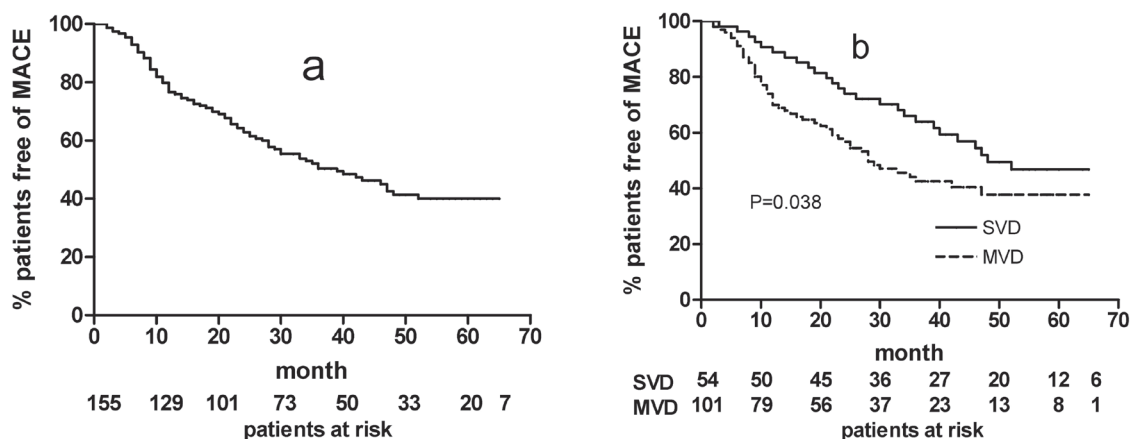 100
80
60
40
20
0
% patients free of MACE
a
0 10 20 30 40 50 60 70
month
155 129 101 73 50 33 20 7
patients at risk
100
80
60
40
20
0
% patients free of MACE
b
P=0.038
SVD
MVD
0 10 20 30 40 50 60 70
month
SVD 54 50 45 36 27 20 12 6
MVD 101 79 56 37 23 13 8 1
patients at risk